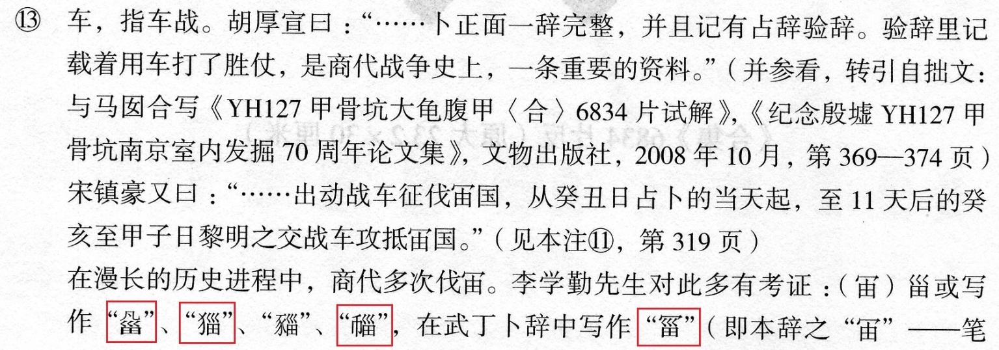 ⑬ 车，指车战。胡厚宣曰：“……卜正面一辞完整，并且记有占辞验辞。验辞里记
载着用车打了胜仗，是商代战争史上，一条重要的资料。”（并参看，转引自拙文：
与马囡合写《YH127 甲骨坑大龟腹甲〈合〉6834 片试解》，《纪念殷墟 YH127 甲
骨坑南京室内发掘 70 周年论文集》，文物出版社，2008 年 10 月，第 369—374 页）
宋镇豪又曰：“……出动战车征伐宙国，从癸丑日占卜的当天起，至 11 天后的癸
亥至甲子日黎明之交战车攻抵宙国。”（见本注⑪，第 319 页）
在漫长的历史进程中，商代多次伐宙。李学勤先生对此多有考证：（宙）甾或写
作“”、“”、“”、“”，在武丁卜辞中写作“”（即本辞之“宙”——笔